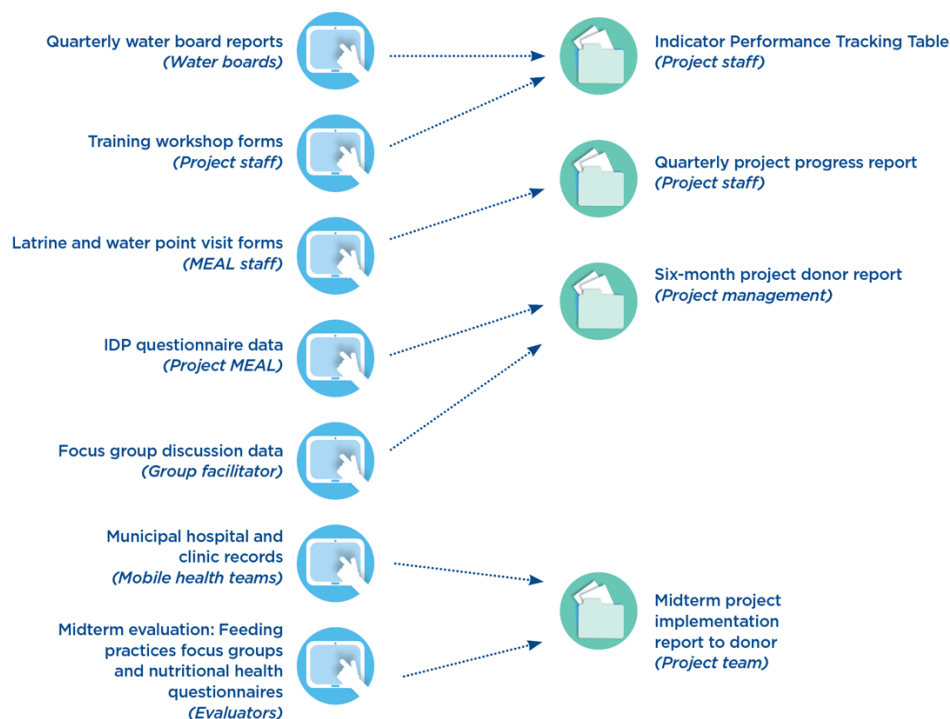 Quarterly water board reports
(Water boards)
Indicator Performance Tracking Table
(Project staff)
Training workshop forms
(Project staff)
Quarterly project progress report
(Project staff)
Latrine and water point visit forms
(MEAL staff)
Six-month project donor report
(Project management)
IDP questionnaire data
(Project MEAL)
Focus group discussion data
(Group facilitator)
Municipal hospital and
clinic records
(Mobile health teams)
Midterm project
implementation
report to donor
(Project team)
Midterm evaluation: Feeding
practices focus groups
and nutritional health
questionnaires
(Evaluators)